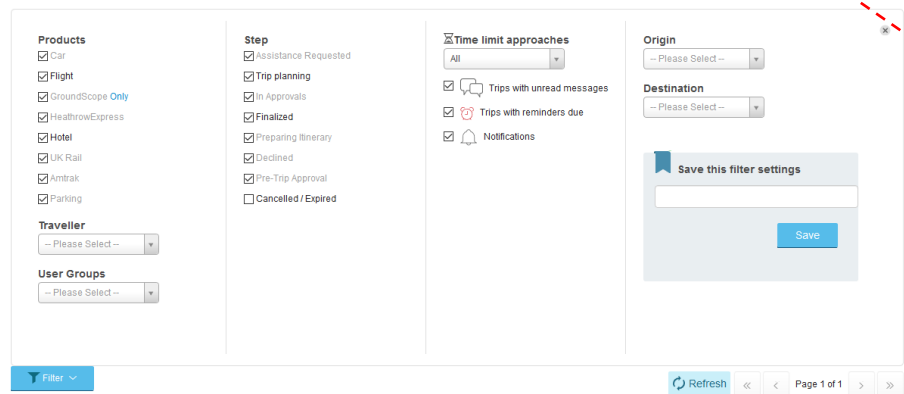 Products
Car
Flight
GroundScope Only
HeathrowExpress
Hotel
UK Rail
Amtrak
Parking
Traveller
-- Please Select --
User Groups
-- Please Select --
Step
Assistance Requested
Trip planning
In Approvals
Finalized
Preparing Itinerary
Declined
Pre-Trip Approval
Cancelled / Expired
Time limit approaches
All
Trips with unread messages
Trips with reminders due
Notifications
Origin
-- Please Select --
Destination
-- Please Select --
Save this filter settings
Save
Filter
Refresh « ‹ Page 1 of 1 › »